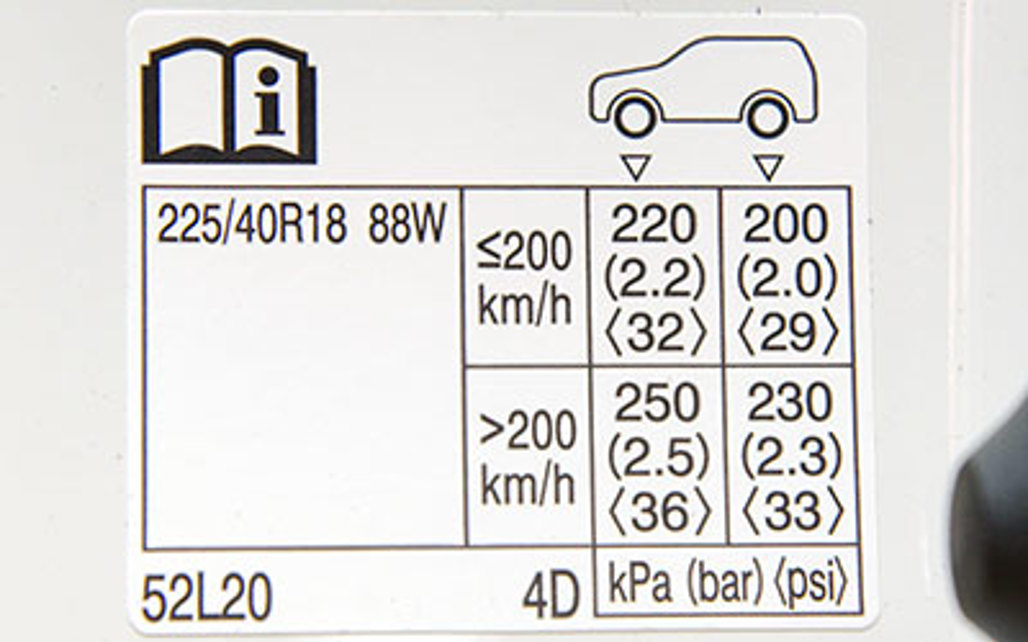 i
225/40R18 88W
≤200
km/h
220
(2.2)
〈32〉
200
(2.0)
〈29〉
>200
km/h
250
(2.5)
〈36〉
230
(2.3)
〈33〉
52L20
4D
kPa (bar) 〈psi〉